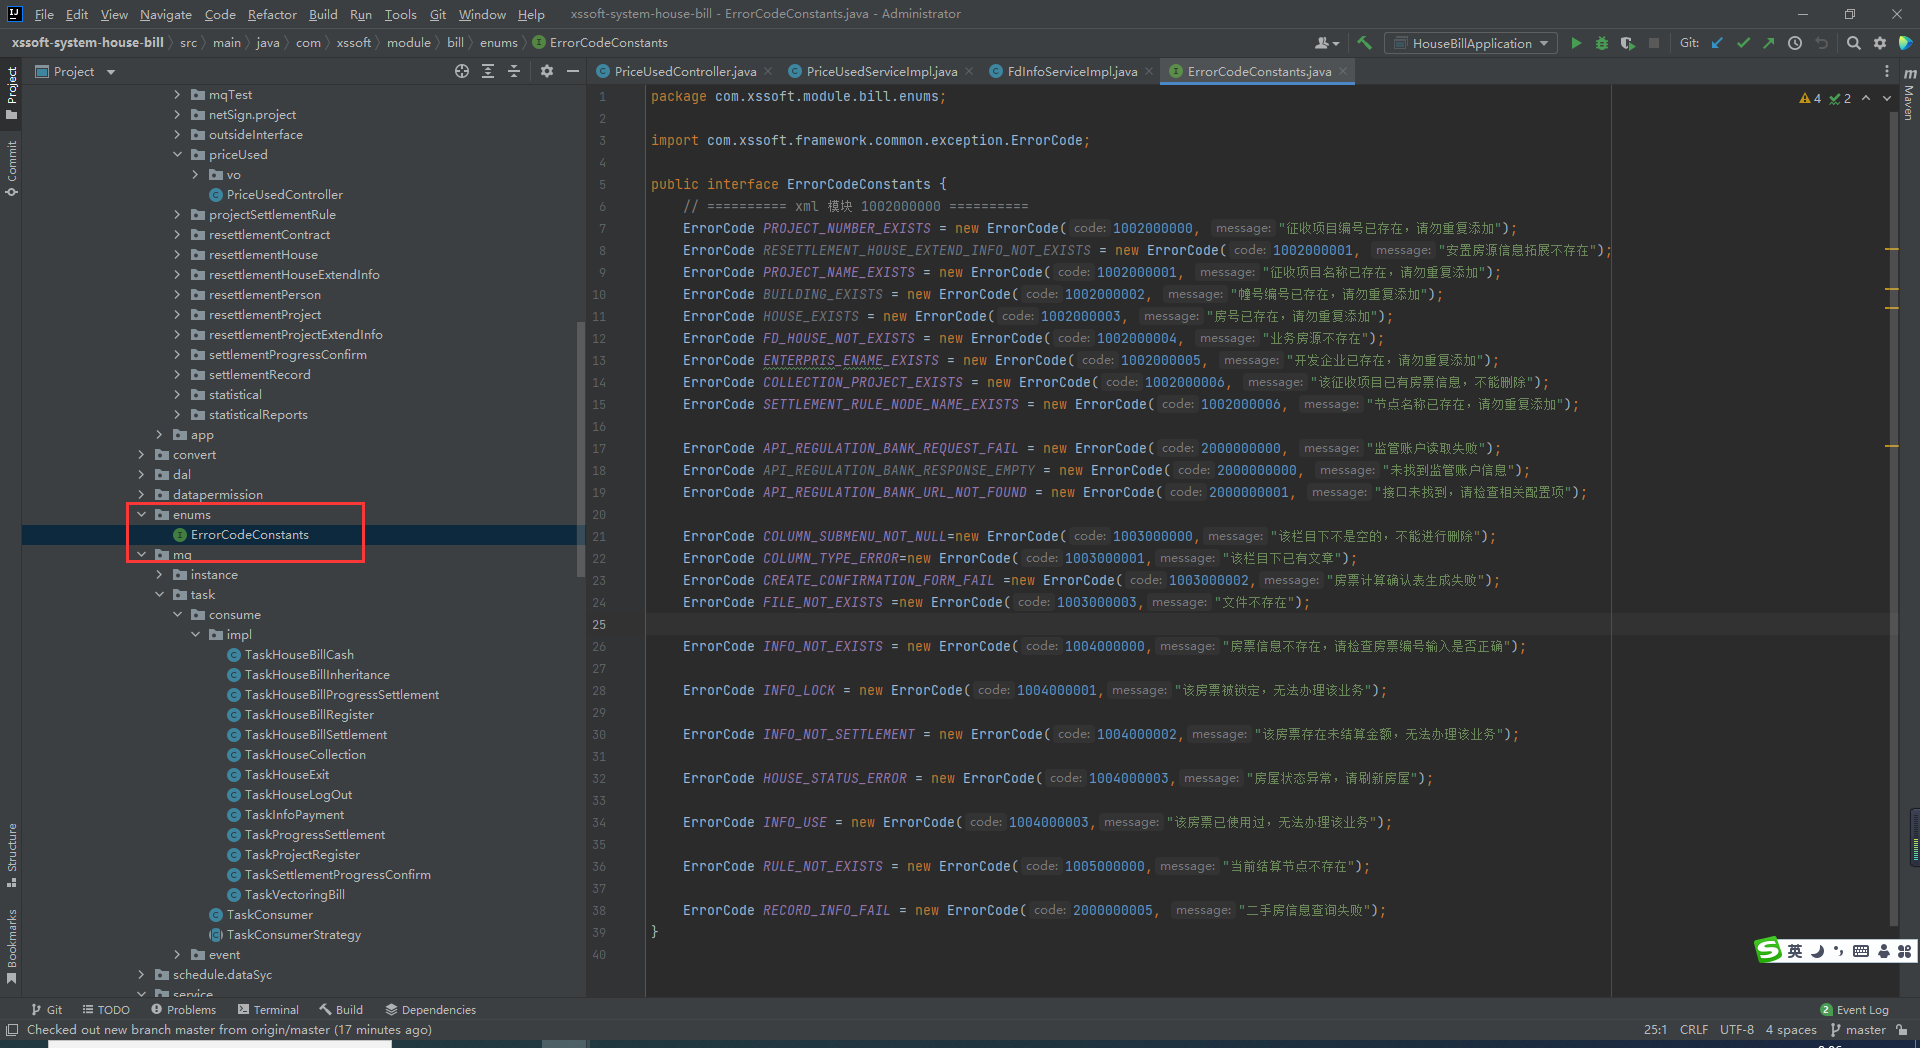 File Edit View Navigate Code Refactor Build Run Tools Git Window Help xssoft-system-house-bill - ErrorCodeConstants.java - Administrator
xssoft-system-house-bill src main java com xssoft module bill enums ErrorCodeConstants HouseBillApplication Git:
Project PriceUsedController.java PriceUsedServiceImpl.java FdInfoServiceImpl.java ErrorCodeConstants.java
Project
Commit
Structure
Bookmarks
mqTest
netSign.project
outsideInterface
priceUsed
vo
PriceUsedController
projectSettlementRule
resettlementContract
resettlementHouse
resettlementHouseExtendInfo
resettlementPerson
resettlementProject
resettlementProjectExtendInfo
settlementProgressConfirm
settlementRecord
statistical
statisticalReports
app
convert
dal
datapermission
enums
ErrorCodeConstants
mq
instance
task
consume
impl
TaskHouseBillCash
TaskHouseBillInheritance
TaskHouseBillProgressSettlement
TaskHouseBillRegister
TaskHouseBillSettlement
TaskHouseCollection
TaskHouseExit
TaskHouseLogOut
TaskInfoPayment
TaskProgressSettlement
TaskProjectRegister
TaskSettlementProgressConfirm
TaskVectoringBill
TaskConsumer
TaskConsumerStrategy
event
schedule.dataSyc
service
1 package com.xssoft.module.bill.enums;
2
3 import com.xssoft.framework.common.exception.ErrorCode;
4
5 public interface ErrorCodeConstants {
6 // ========== xml 模块 1002000000 ==========
7 ErrorCode PROJECT_NUMBER_EXISTS = new ErrorCode( code: 1002000000, message: "征收项目编号已存在，请勿重复添加");
8 ErrorCode RESETTLEMENT_HOUSE_EXTEND_INFO_NOT_EXISTS = new ErrorCode( code: 1002000001, message: "安置房源信息拓展不存在");
9 ErrorCode PROJECT_NAME_EXISTS = new ErrorCode( code: 1002000001, message: "征收项目名称已存在，请勿重复添加");
10 ErrorCode BUILDING_EXISTS = new ErrorCode( code: 1002000002, message: "幢号编号已存在，请勿重复添加");
11 ErrorCode HOUSE_EXISTS = new ErrorCode( code: 1002000003, message: "房号已存在，请勿重复添加");
12 ErrorCode FD_HOUSE_NOT_EXISTS = new ErrorCode( code: 1002000004, message: "业务房源不存在");
13 ErrorCode ENTERPRIS_ENAME_EXISTS = new ErrorCode( code: 1002000005, message: "开发企业已存在，请勿重复添加");
14 ErrorCode COLLECTION_PROJECT_EXISTS = new ErrorCode( code: 1002000006, message: "该征收项目已有房票信息，不能删除");
15 ErrorCode SETTLEMENT_RULE_NODE_NAME_EXISTS = new ErrorCode( code: 1002000006, message: "节点名称已存在，请勿重复添加");
16
17 ErrorCode API_REGULATION_BANK_REQUEST_FAIL = new ErrorCode( code: 2000000000, message: "监管账户读取失败");
18 ErrorCode API_REGULATION_BANK_RESPONSE_EMPTY = new ErrorCode( code: 2000000000, message: "未找到监管账户信息");
19 ErrorCode API_REGULATION_BANK_URL_NOT_FOUND = new ErrorCode( code: 2000000001, message: "接口未找到，请检查相关配置项");
20
21 ErrorCode COLUMN_SUBMENU_NOT_NULL=new ErrorCode( code: 1003000000, message: "该栏目下不是空的，不能进行删除");
22 ErrorCode COLUMN_TYPE_ERROR=new ErrorCode( code: 1003000001, message: "该栏目下已有文章");
23 ErrorCode CREATE_CONFIRMATION_FORM_FAIL =new ErrorCode( code: 1003000002, message: "房票计算确认表生成失败");
24 ErrorCode FILE_NOT_EXISTS =new ErrorCode( code: 1003000003, message: "文件不存在");
25
26 ErrorCode INFO_NOT_EXISTS = new ErrorCode( code: 1004000000, message: "房票信息不存在，请检查房票编号输入是否正确");
27
28 ErrorCode INFO_LOCK = new ErrorCode( code: 1004000001, message: "该房票被锁定，无法办理该业务");
29
30 ErrorCode INFO_NOT_SETTLEMENT = new ErrorCode( code: 1004000002, message: "该房票存在未结算金额，无法办理该业务");
31
32 ErrorCode HOUSE_STATUS_ERROR = new ErrorCode( code: 1004000003, message: "房屋状态异常，请刷新房屋");
33
34 ErrorCode INFO_USE = new ErrorCode( code: 1004000003, message: "该房票已使用过，无法办理该业务");
35
36 ErrorCode RULE_NOT_EXISTS = new ErrorCode( code: 1005000000, message: "当前结算节点不存在");
37
38 ErrorCode RECORD_INFO_FAIL = new ErrorCode( code: 2000000005, message: "二手房信息查询失败");
39 }
40
4 2
m
Maven
S 英
Git TODO Problems Terminal Build Dependencies 2 Event Log
Checked out new branch master from origin/master (17 minutes ago) 25:1 CRLF UTF-8 4 spaces master